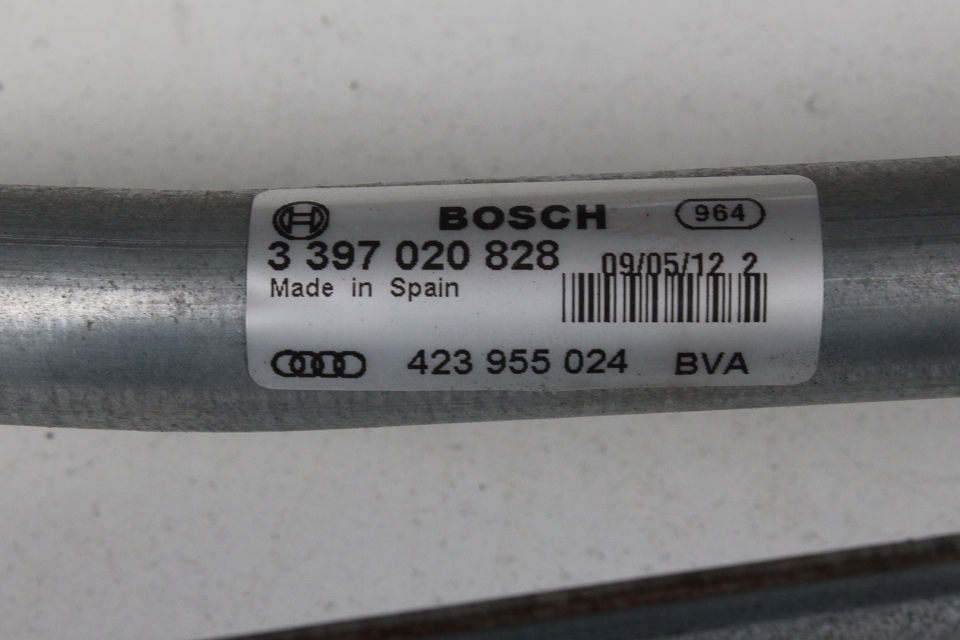 BOSCH 964
3 397 020 828
09/05/12 2
Made in Spain
423 955 024 BVA